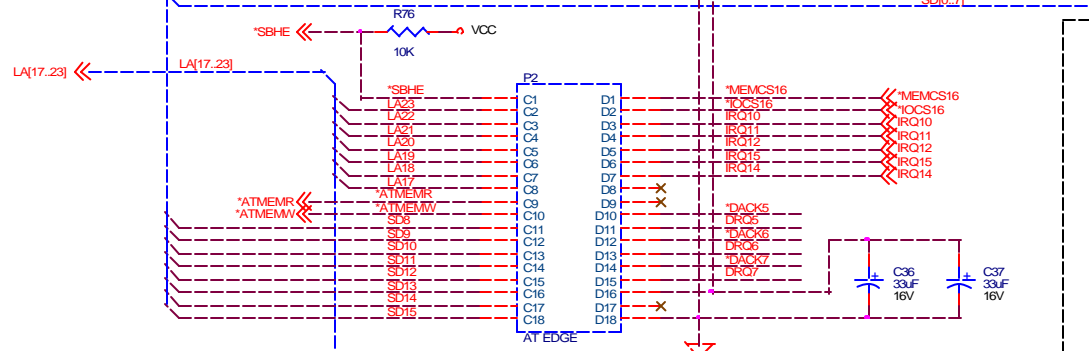 SD[0..7]
R76
*SBHE
VCC
10K
LA[17..23]
LA[17..23]
P2
*SBHE C1 D1 *MEMCS16 *MEMCS16
LA23 C2 D2 *IOCS16 *IOCS16
LA22 C3 D3 IRQ10 IRQ10
LA21 C4 D4 IRQ11 IRQ11
LA20 C5 D5 IRQ12 IRQ12
LA19 C6 D6 IRQ15 IRQ15
LA18 C7 D7 IRQ14 IRQ14
LA17 C8 D8
*ATMEMR *ATMEMR C9 D9
*ATMEMW *ATMEMW C10 D10 *DACK5
SD8 C11 D11 DRQ5
SD9 C12 D12 *DACK6
SD10 C13 D13 DRQ6
SD11 C14 D14 *DACK7
SD12 C15 D15 DRQ7
SD13 C16 D16
SD14 C17 D17
SD15 C18 D18
AT EDGE
C36
33uF
16V
C37
33uF
16V